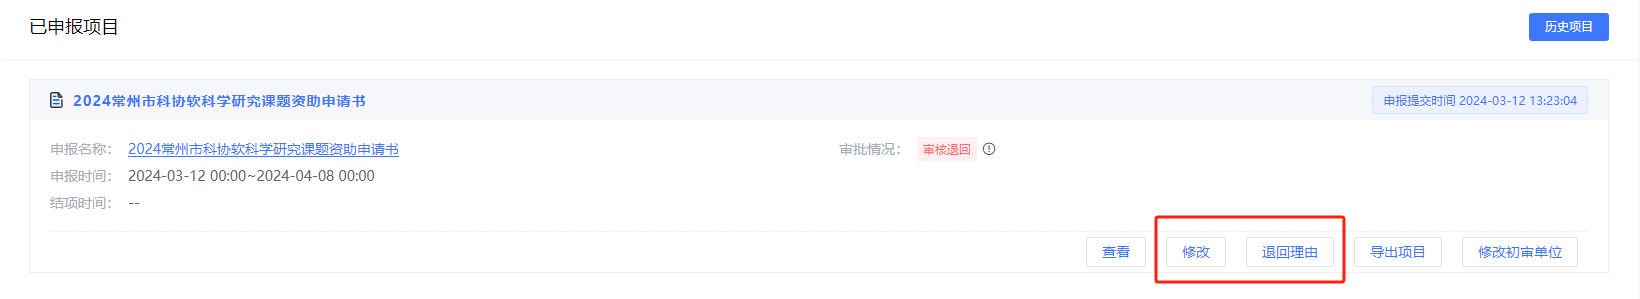 已申报项目
历史项目
2024常州市科协软科学研究课题资助申请书
申报提交时间 2024-03-12 13:23:04
申报名称： 2024常州市科协软科学研究课题资助申请书
审批情况： 审核退回
申报时间： 2024-03-12 00:00~2024-04-08 00:00
结项时间： --
查看 修改 退回理由 导出项目 修改初审单位